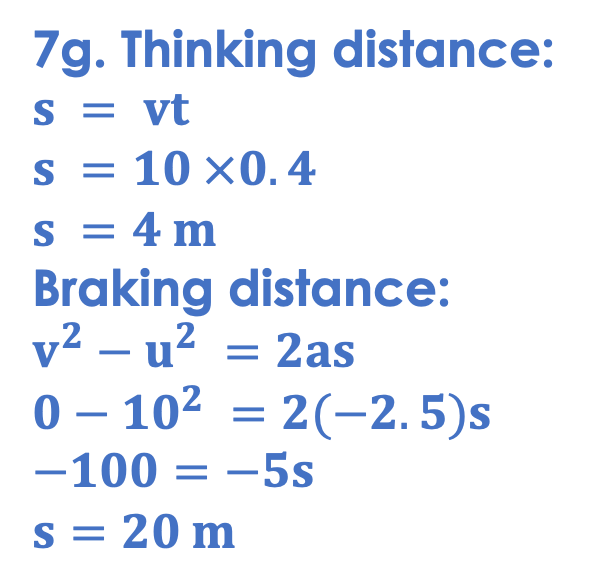 7g. Thinking distance:
s = vt
s = 10 ×0.4
s = 4 m
Braking distance:
v² − u² = 2as
0 − 10² = 2(−2.5)s
−100 = −5s
s = 20 m